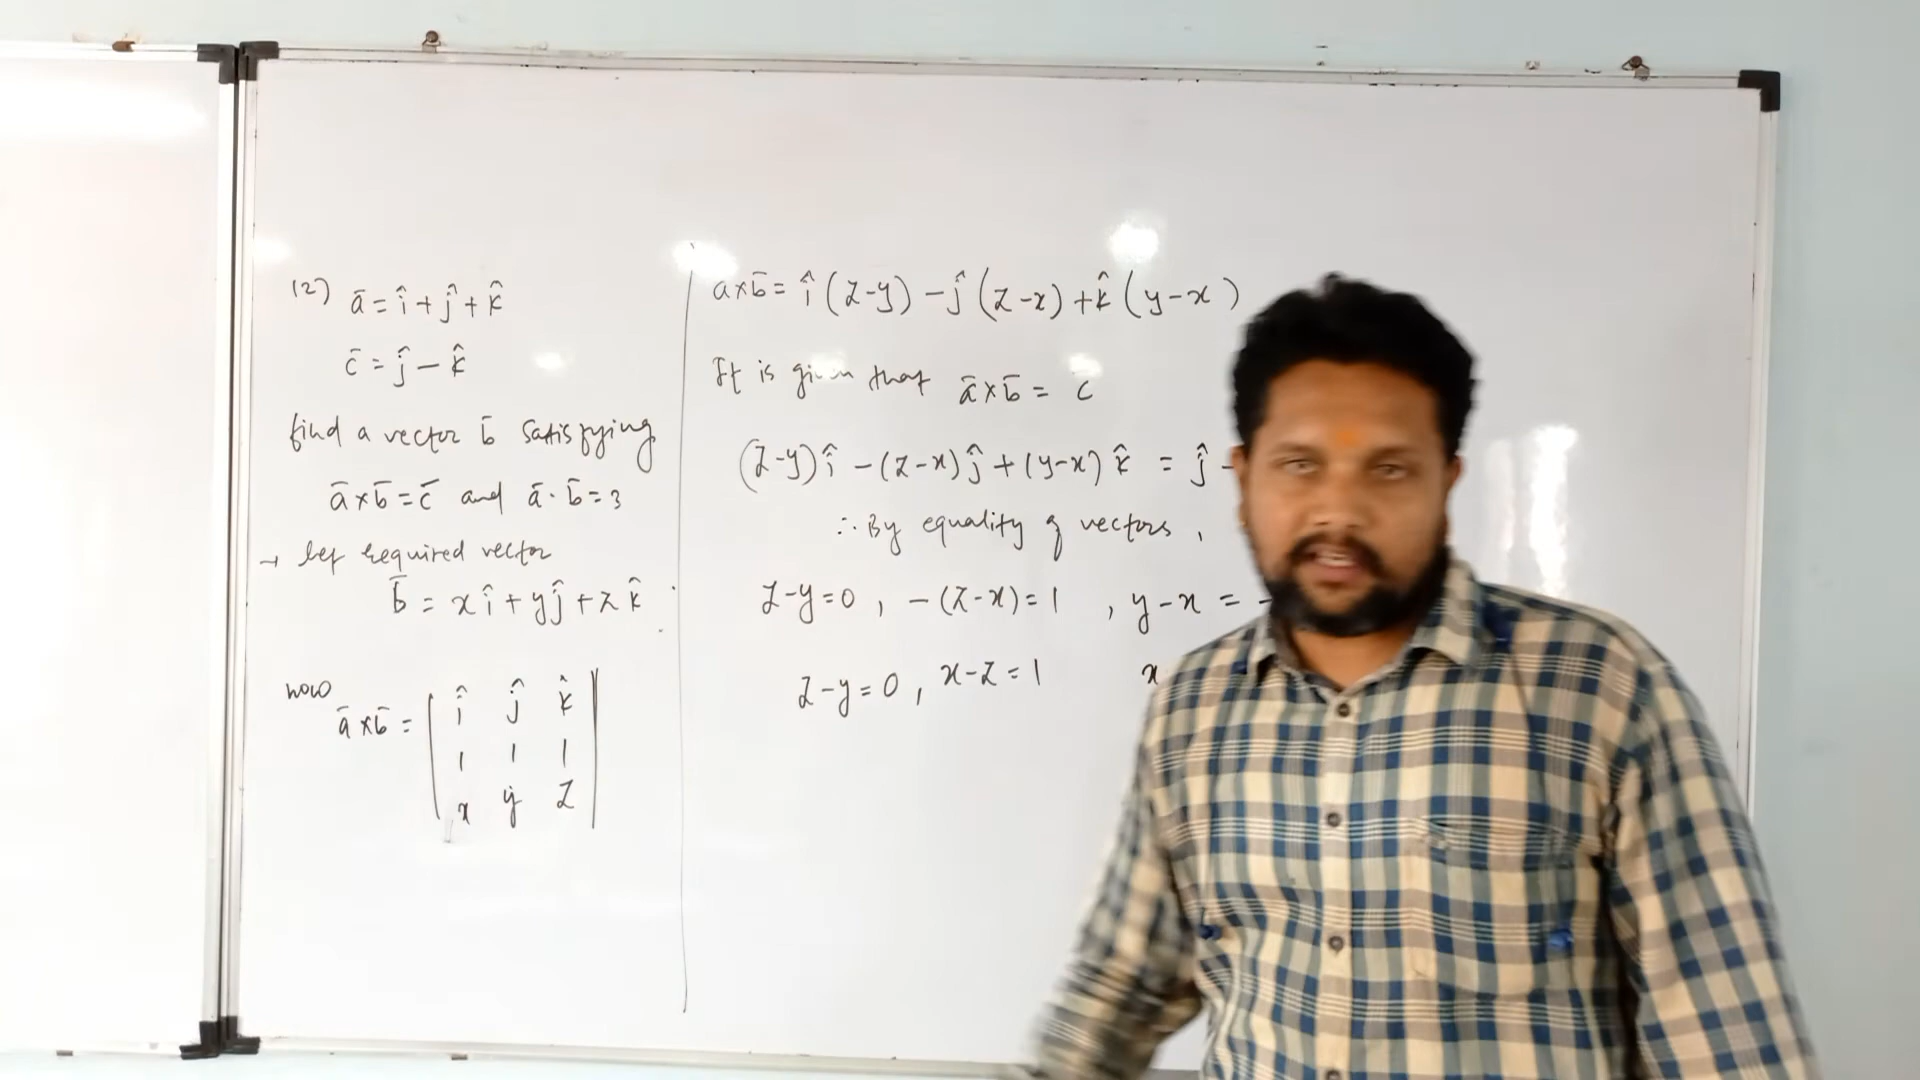 (2) ā = î + ĵ + k̂
c̄ = ĵ − k̂
find a vector b̄ satisfying
ā × b̄ = c̄ and ā · b̄ = 3
→ let required vector
b̄ = xî + yĵ + zk̂
now
ā × b̄ = | î ĵ k̂ |
| 1 1 1 |
| x y z |
a × b̄ = î (z-y) − ĵ (z-x) + k̂ (y-x)
It is given that ā × b̄ = c̄
(z-y) î − (z-x) ĵ + (y-x) k̂ = ĵ -
∴ By equality of vectors ,
z-y = 0 , −(z-x) = 1 , y-x = -
z-y = 0 , x-z = 1 x